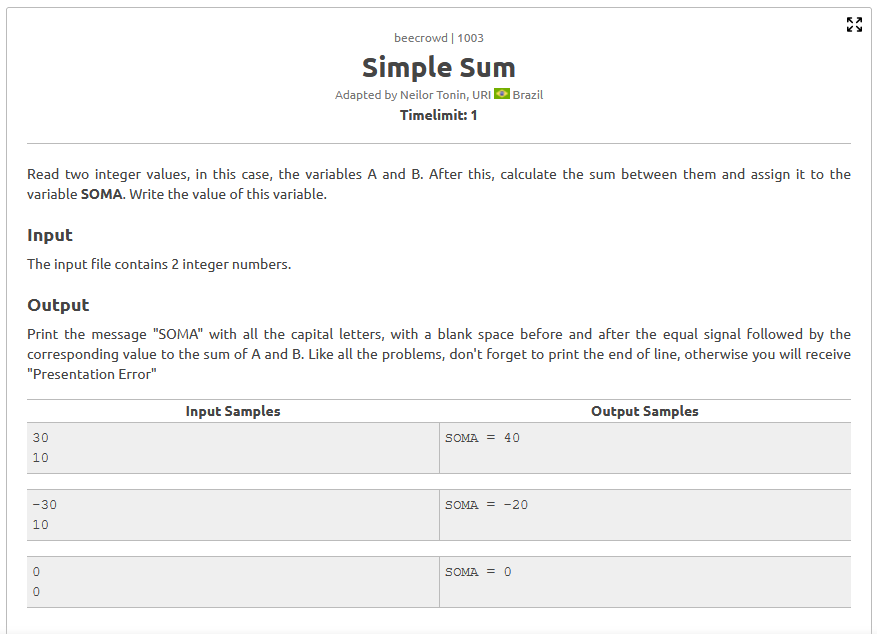 beecrowd | 1003
Simple Sum
Adapted by Neilor Tonin, URI Brazil
Timelimit: 1
Read two integer values, in this case, the variables A and B. After this, calculate the sum between them and assign it to the
variable SOMA. Write the value of this variable.
Input
The input file contains 2 integer numbers.
Output
Print the message "SOMA" with all the capital letters, with a blank space before and after the equal signal followed by the
corresponding value to the sum of A and B. Like all the problems, don't forget to print the end of line, otherwise you will receive
"Presentation Error"
Input Samples Output Samples
30 SOMA = 40
10
-30 SOMA = -20
10
0 SOMA = 0
0